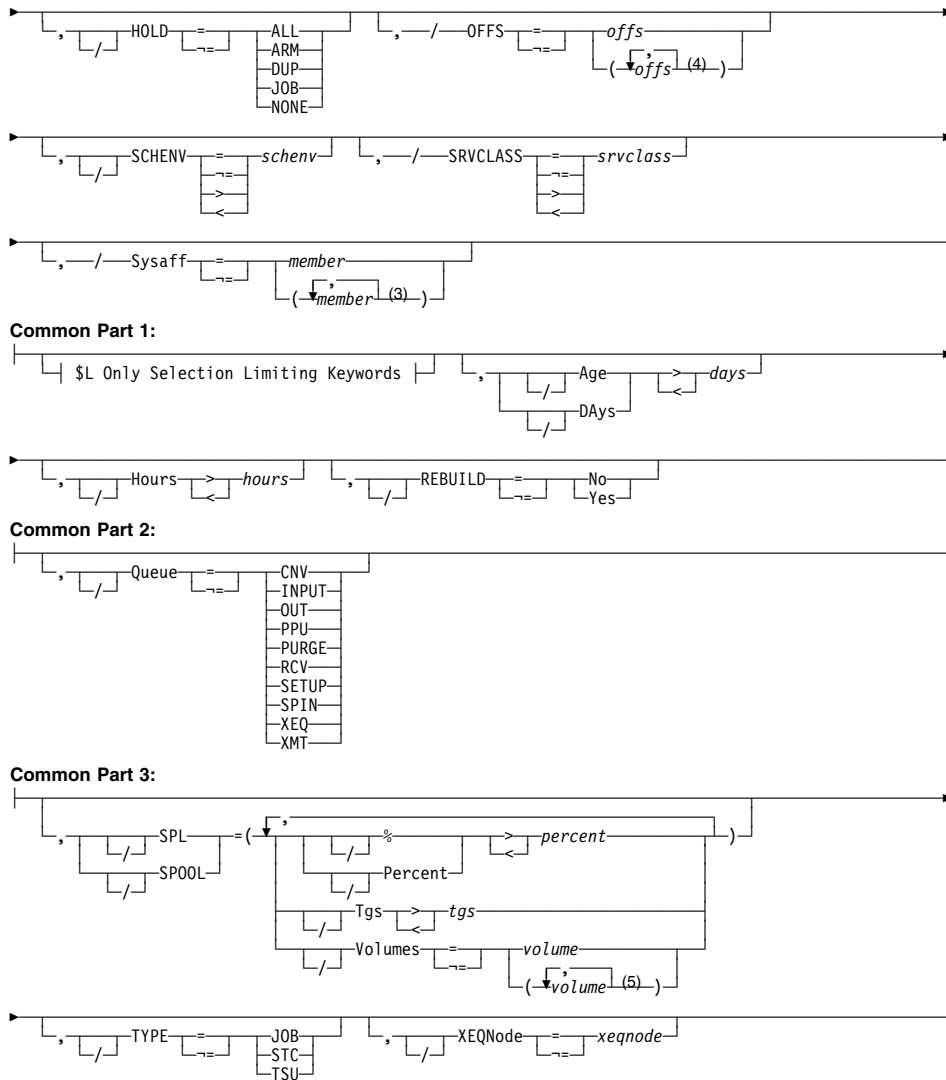 , / HOLD = ALL , / OFFS = offs
¬= ARM ¬= ( , offs (4) )
DUP
JOB
NONE
, / SCHENV = schenv , / SRVCLASS = srvclass
¬= ¬=
> >
< <
, / Sysaff = member
¬= ( , member (3) )
Common Part 1:
$L Only Selection Limiting Keywords , / Age > days
/ DAys <
, / Hours > hours , / REBUILD = No
< ¬= Yes
Common Part 2:
, / Queue = CNV
¬= INPUT
OUT
PPU
PURGE
RCV
SETUP
SPIN
XEQ
XMT
Common Part 3:
, / SPL =( , / % > percent )
/ SPOOL / Percent <
/ Tgs > tgs
<
/ Volumes = volume
¬= ( , volume (5) )
, / TYPE = JOB , / XEQNode = xeqnode
¬= STC ¬=
TSU